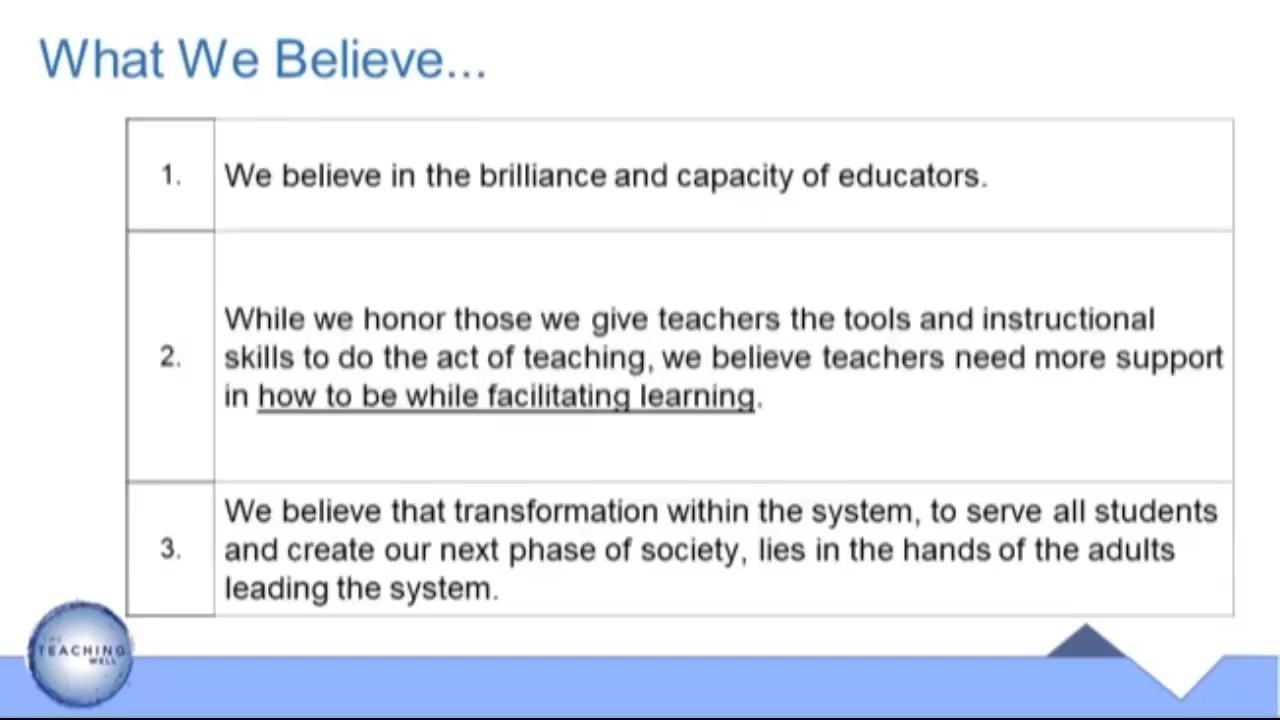 What We Believe...
1. We believe in the brilliance and capacity of educators.
While we honor those we give teachers the tools and instructional
2. skills to do the act of teaching, we believe teachers need more support
in how to be while facilitating learning.
We believe that transformation within the system, to serve all students
3. and create our next phase of society, lies in the hands of the adults
leading the system.
THE
TEACHING
WELL